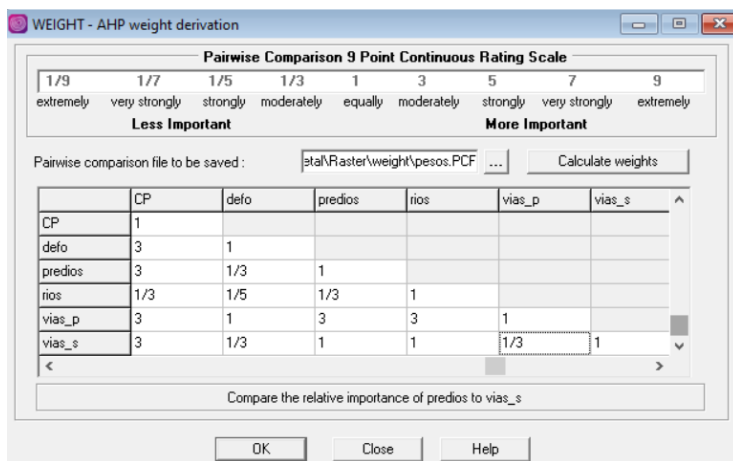 WEIGHT - AHP weight derivation
Pairwise Comparison 9 Point Continuous Rating Scale
1/9 1/7 1/5 1/3 1 3 5 7 9
extremely very strongly strongly moderately equally moderately strongly very strongly extremely
Less Important More Important
Pairwise comparison file to be saved : etal\Raster\weight\pesos.PCF ... Calculate weights
CP defo predios rios vias_p vias_s
CP 1
defo 3 1
predios 3 1/3 1
rios 1/3 1/5 1/3 1
vias_p 3 1 3 3 1
vias_s 3 1/3 1 1 1/3 1
Compare the relative importance of predios to vias_s
OK Close Help